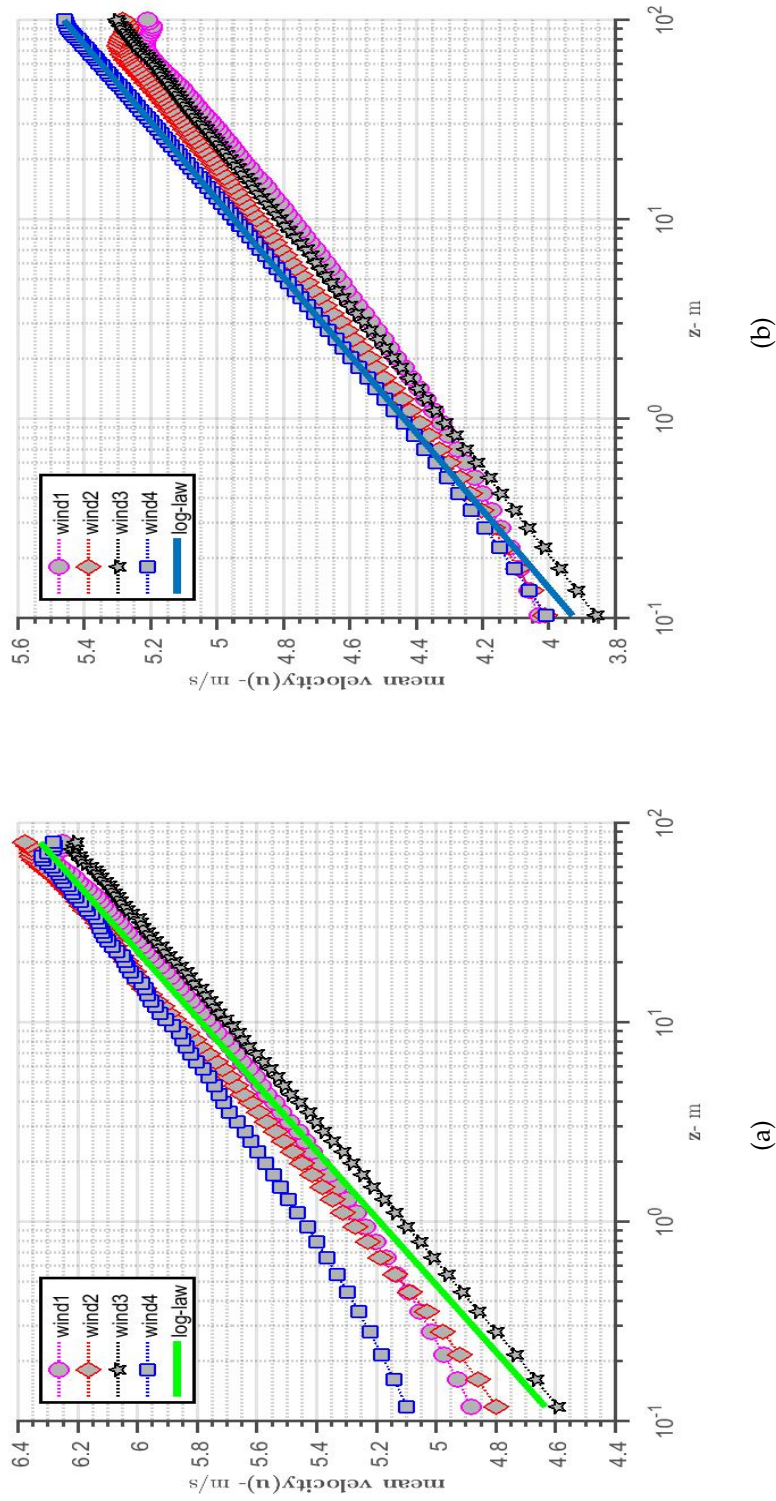 6.4
6.2
6
5.8
5.6
5.4
5.2
5
4.8
4.6
4.4
mean velocity(u)- m/s
wind1
wind2
wind3
wind4
log-law
10-1
100
101
102
z- m
(a)
5.6
5.4
5.2
5
4.8
4.6
4.4
4.2
4
3.8
mean velocity(u)- m/s
wind1
wind2
wind3
wind4
log-law
10-1
100
101
102
z- m
(b)